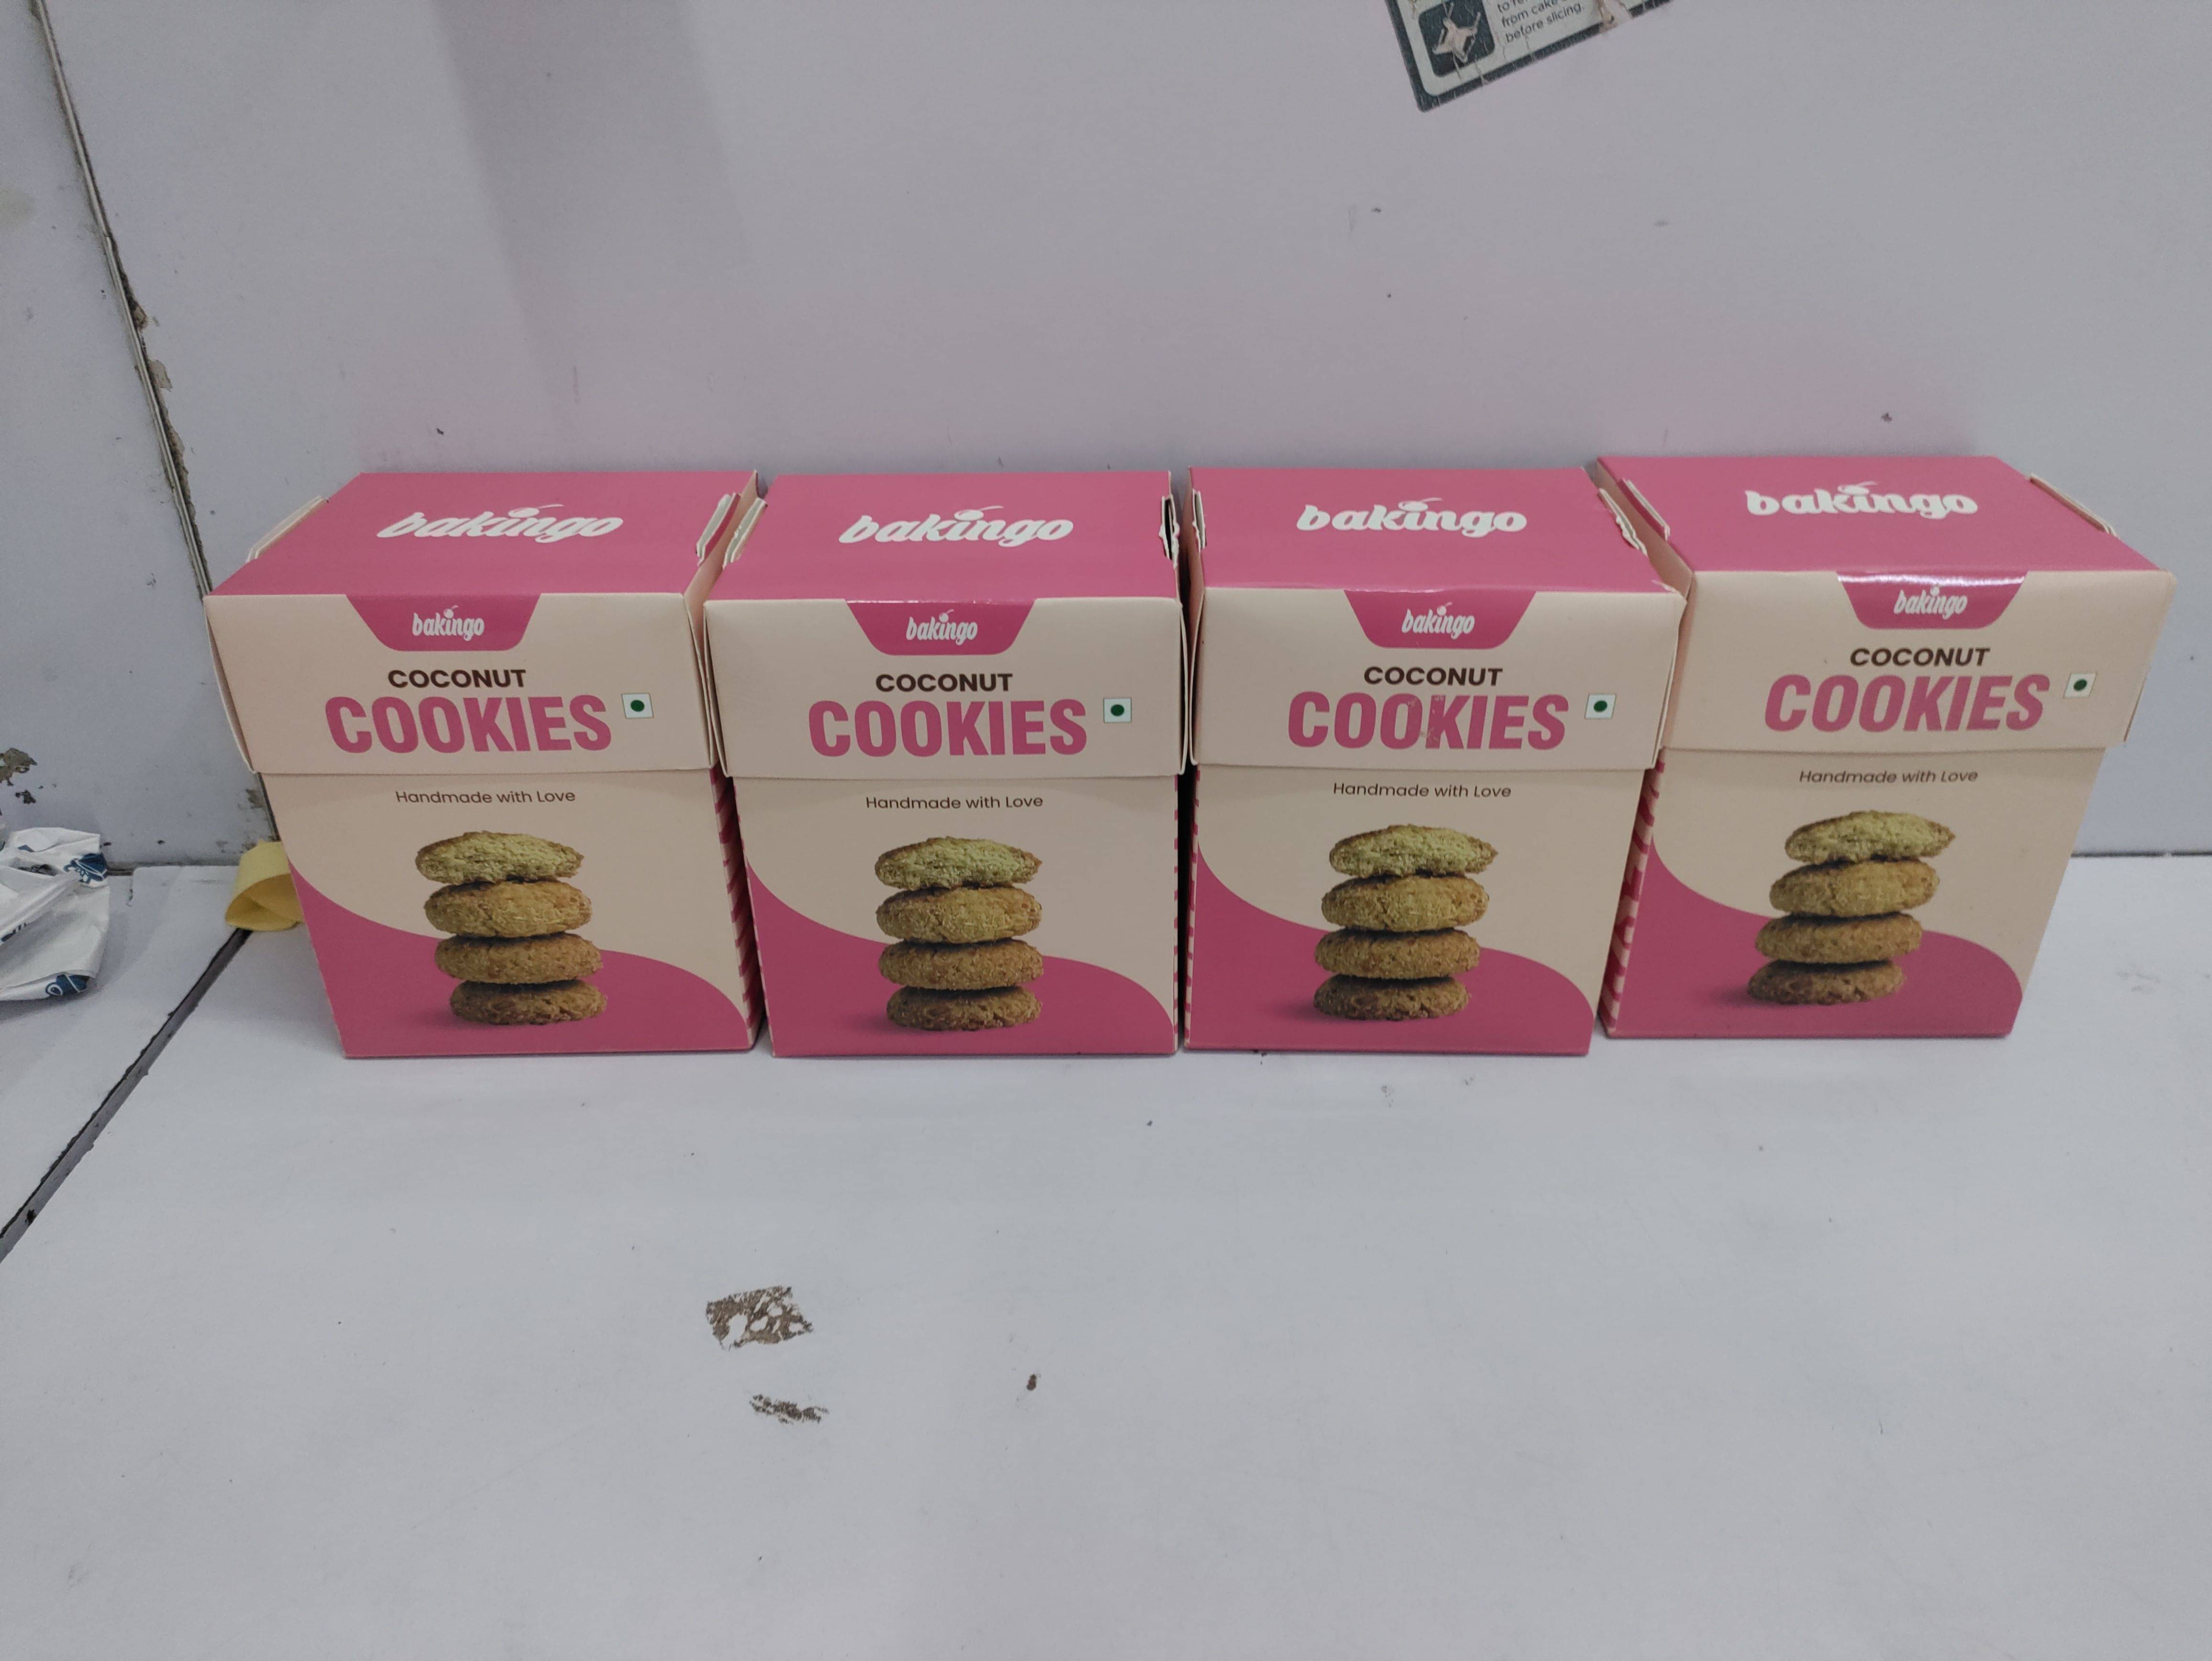 from cake
before slicing.
bakingo
bakingo
COCONUT
COOKIES
Handmade with Love
bakingo
bakingo
COCONUT
COOKIES
Handmade with Love
bakingo
bakingo
COCONUT
COOKIES
Handmade with Love
bakingo
bakingo
COCONUT
COOKIES
Handmade with Love